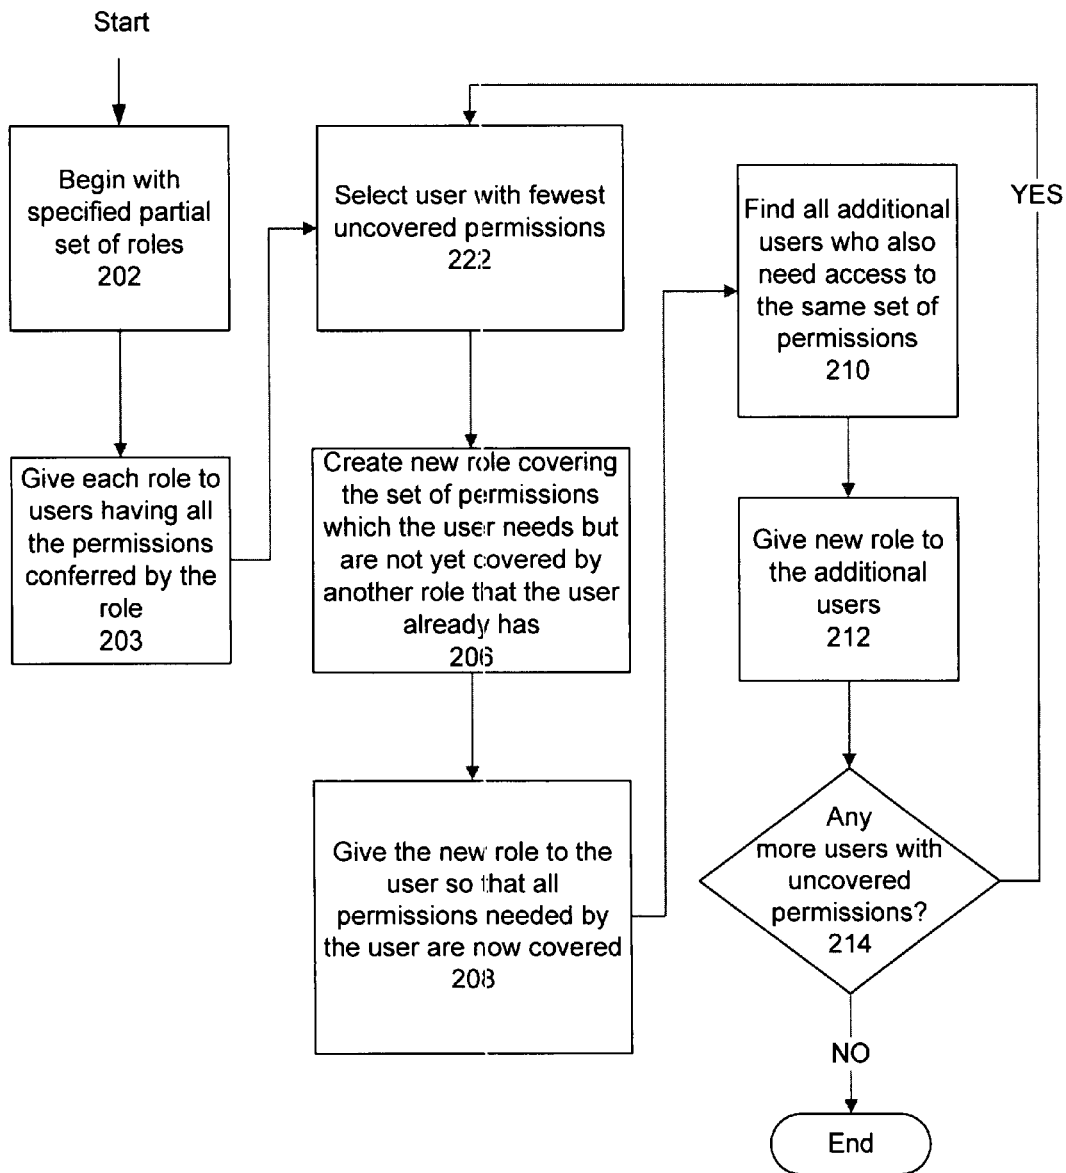 Start
Begin with
specified partial
set of roles
202
Give each role to
users having all
the permissions
conferred by the
role
203
Select user with fewest
uncovered permissions
222
Create new role covering
the set of permissions
which the user needs but
are not yet covered by
another role that the user
already has
206
Give the new role to the
user so that all
permissions needed by
the user are now covered
208
Find all additional
users who also
need access to
the same set of
permissions
210
Give new role to
the additional
users
212
Any
more users with
uncovered
permissions?
214
YES
NO
End